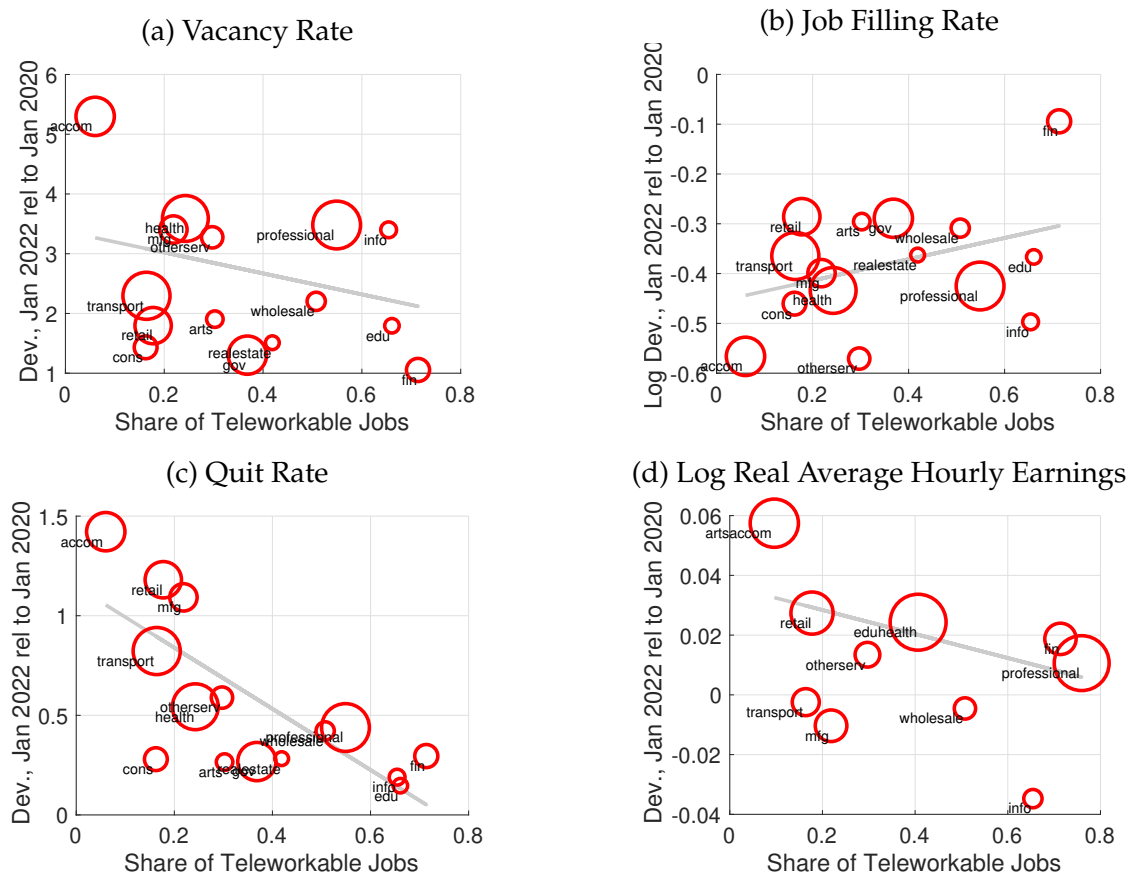 (a) Vacancy Rate
Dev., Jan 2022 rel to Jan 2020
6
5
4
3
2
1
accom
health
mfg
otherserv
professional
info
transport
retail
cons
arts
wholesale
realestate
gov
edu
fin
0
0.2
0.4
0.6
0.8
Share of Teleworkable Jobs
(b) Job Filling Rate
Log Dev., Jan 2022 rel to Jan 2020
0
-0.1
-0.2
-0.3
-0.4
-0.5
-0.6
fin
retail
arts
gov
wholesale
transport
realestate
edu
mfg
health
professional
cons
info
accom
otherserv
0
0.2
0.4
0.6
0.8
Share of Teleworkable Jobs
(c) Quit Rate
Dev., Jan 2022 rel to Jan 2020
1.5
1
0.5
0
accom
retail
mfg
transport
otherserv
health
professional
wholesale
cons
arts
gov
realestate
fin
info
edu
0
0.2
0.4
0.6
0.8
Share of Teleworkable Jobs
(d) Log Real Average Hourly Earnings
Dev., Jan 2022 rel to Jan 2020
0.06
0.04
0.02
0
-0.02
-0.04
artsaccom
retail
eduhealth
otherserv
fin
professional
transport
mfg
wholesale
info
0
0.2
0.4
0.6
0.8
Share of Teleworkable Jobs